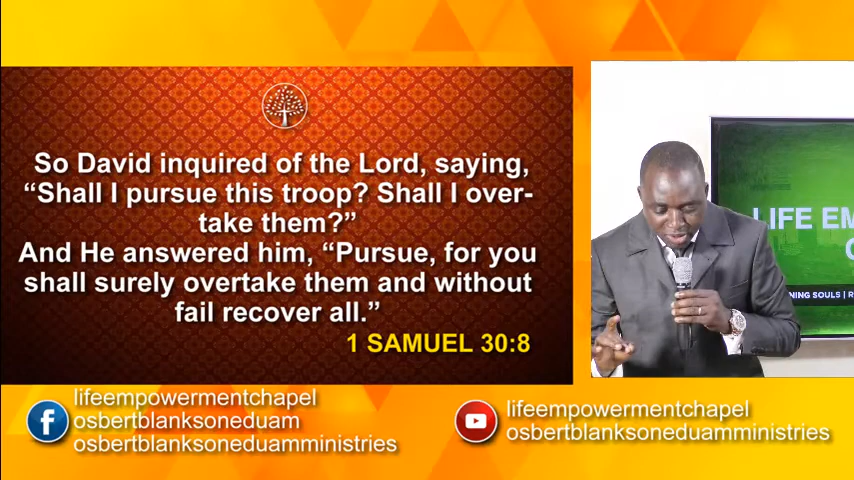 So David inquired of the Lord, saying,
“Shall I pursue this troop? Shall I over-
take them?”
And He answered him, “Pursue, for you
shall surely overtake them and without
fail recover all.”
1 SAMUEL 30:8
LIFE EM
NING SOULS | R
lifeempowermentchapel
osbertblanksoneduam
osbertblanksoneduamministries
lifeempowermentchapel
osbertblanksoneduamministries